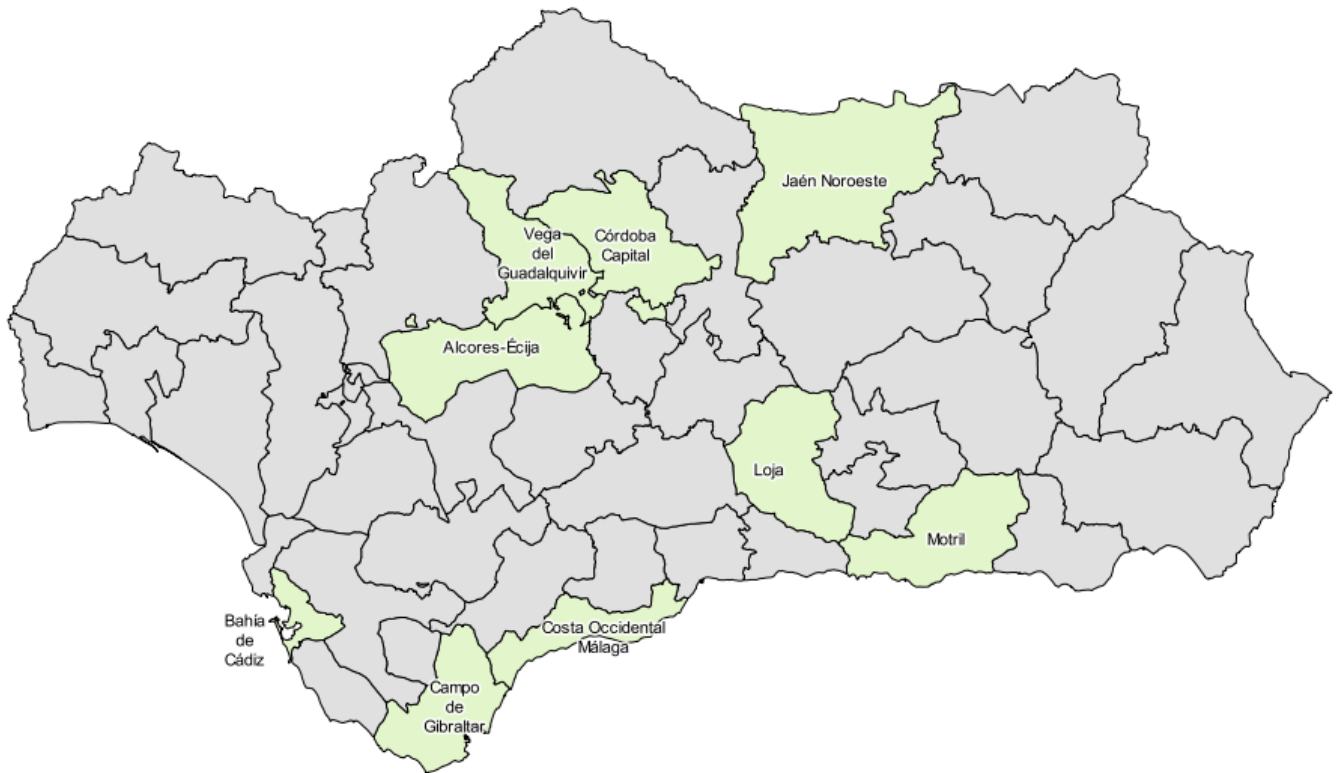 Jaén Noroeste
Vega
del
Guadalquivir
Córdoba
Capital
Alcores-Écija
Loja
Motril
Bahía
de
Cádiz
Costa Occidental
Málaga
Campo
de
Gibraltar